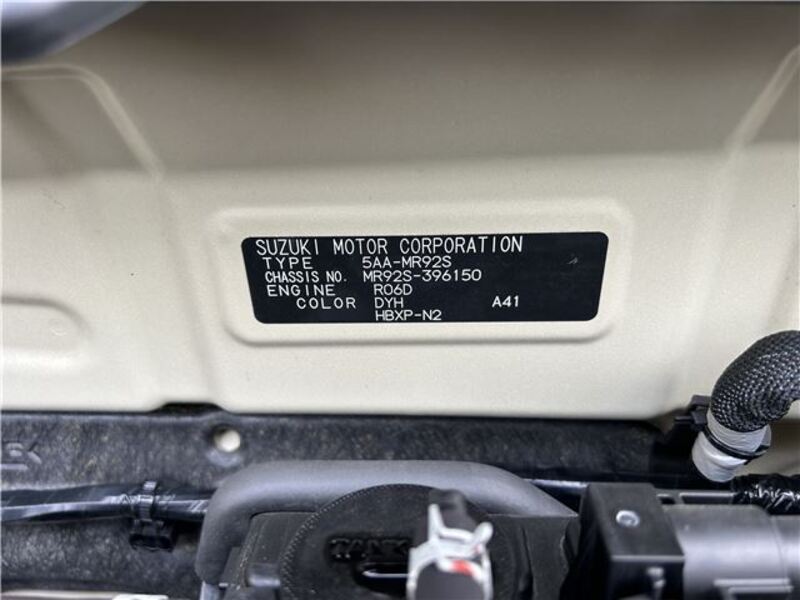 SUZUKI MOTOR CORPORATION
TYPE 5AA-MR92S
CHASSIS NO. MR92S-396150
ENGINE R06D
COLOR DYH A41
HBXP-N2